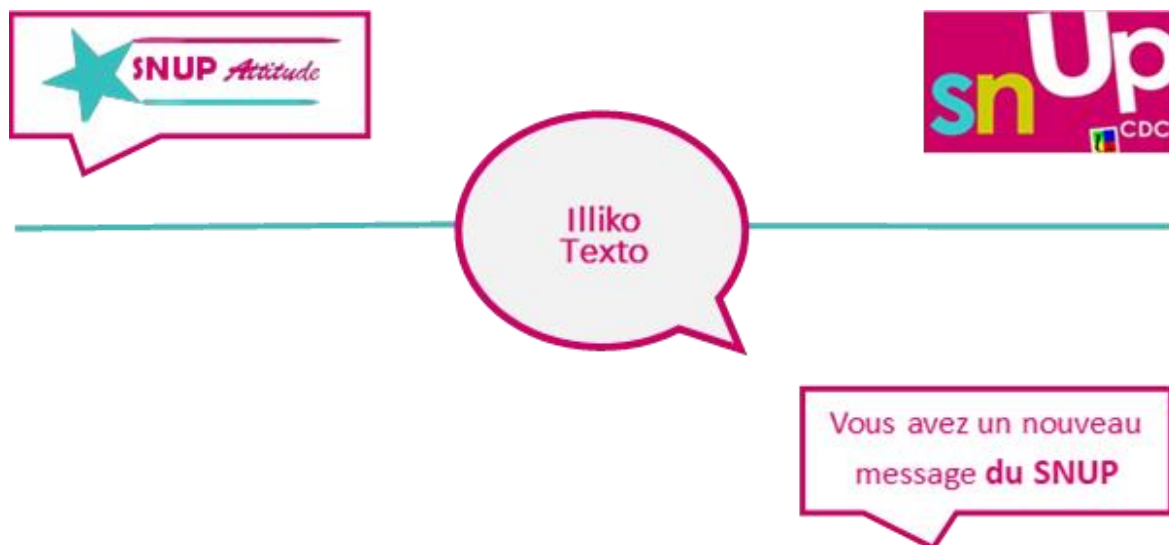 SNUP Attitude
snUp
CDC
Illiko
Texto
Vous avez un nouveau
message du SNUP